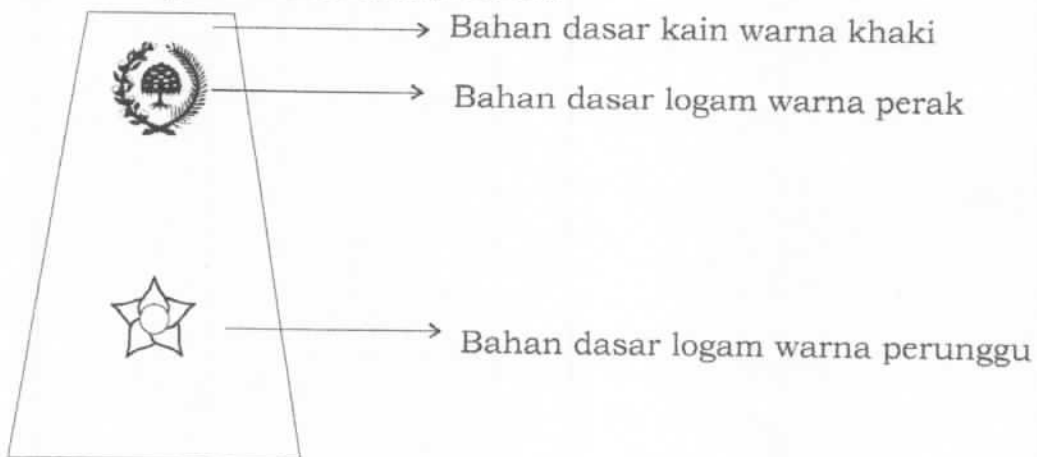 Bahan dasar kain warna khaki
Bahan dasar logam warna perak
Bahan dasar logam warna perunggu